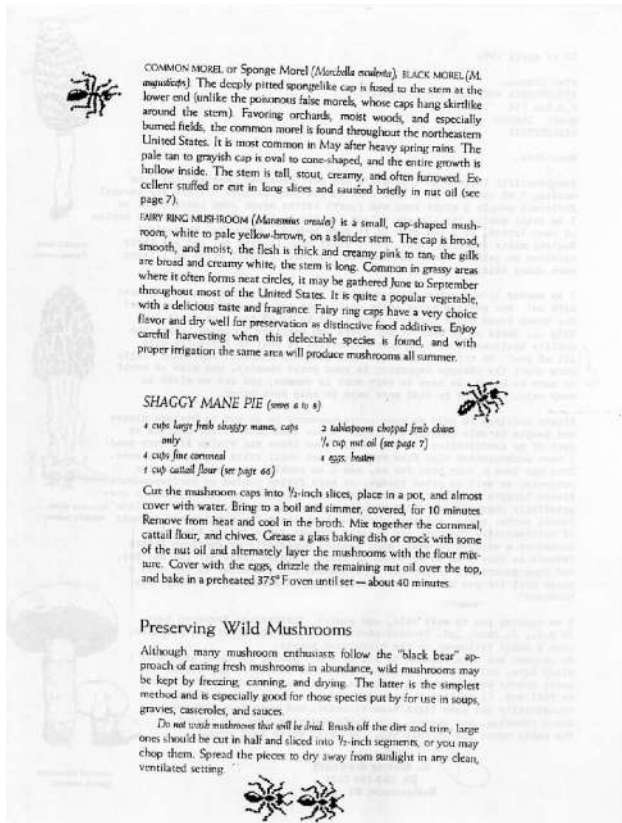 COMMON MOREL or Sponge Morel (Morchella esculenta), BLACK MOREL (M.
angusticeps). The deeply pitted spongelike cap is fused to the stem at the
lower end (unlike the poisonous false morels, whose caps hang skirtlike
around the stem). Favoring orchards, moist woods, and especially
burned fields, the common morel is found throughout the northeastern
United States. It is most common in May after heavy spring rains. The
pale tan to grayish cap is oval to cone-shaped, and the entire growth is
hollow inside. The stem is tall, stout, creamy, and often furrowed. Ex-
cellent stuffed or cut in long slices and sautéed briefly in nut oil (see
page 7).
FAIRY RING MUSHROOM (Marasmius oreades) is a small, cap-shaped mush-
room, white to pale yellow-brown, on a slender stem. The cap is broad,
smooth, and moist, the flesh is thick and creamy pink to tan, the gills
are broad and creamy white, the stem is long. Common in grassy areas
where it often forms neat circles, it may be gathered June to September
throughout most of the United States. It is quite a popular vegetable,
with a delicious taste and fragrance. Fairy ring caps have a very choice
flavor and dry well for preservation as distinctive food additives. Enjoy
careful harvesting when this delectable species is found, and with
proper irrigation the same area will produce mushrooms all summer.
SHAGGY MANE PIE (serves 6 to 8)
4 cups large fresh shaggy manes, caps
only
4 cups fine cornmeal
1 cup cattail flour (see page 66)
2 tablespoons chopped fresh chives
¼ cup nut oil (see page 7)
eggs, beaten
Cut the mushroom caps into ½-inch slices, place in a pot, and almost
cover with water. Bring to a boil and simmer, covered, for 10 minutes.
Remove from heat and cool in the broth. Mix together the cornmeal,
cattail flour, and chives. Grease a glass baking dish or crock with some
of the nut oil and alternately layer the mushrooms with the flour mix-
ture. Cover with the eggs, drizzle the remaining nut oil over the top,
and bake in a preheated 375° F oven until set — about 40 minutes.
Preserving Wild Mushrooms
Although many mushroom enthusiasts follow the "black bear" ap-
proach of eating fresh mushrooms in abundance, wild mushrooms may
be kept by freezing, canning, and drying. The latter is the simplest
method and is especially good for those species put by for use in soups,
gravies, casseroles, and sauces.
Do not wash mushrooms that will be dried. Brush off the dirt and trim; large
ones should be cut in half and sliced into ½-inch segments, or you may
chop them. Spread the pieces to dry away from sunlight in any clean,
ventilated setting.